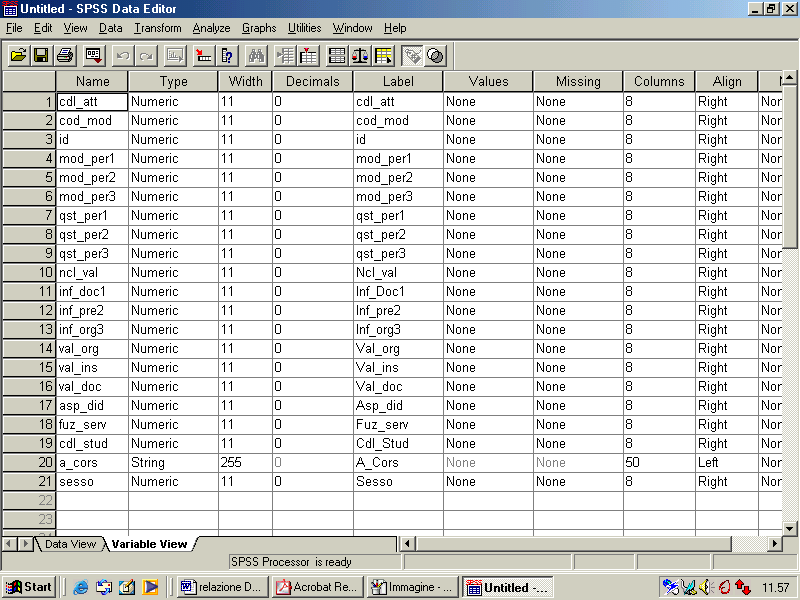 Untitled - SPSS Data Editor
File Edit View Data Transform Analyze Graphs Utilities Window Help
Name Type Width Decimals Label Values Missing Columns Align
1 cdl_att Numeric 11 0 cdl_att None None 8 Right Nor
2 cod_mod Numeric 11 0 cod_mod None None 8 Right Nor
3 id Numeric 11 0 id None None 8 Right Nor
4 mod_per1 Numeric 11 0 mod_per1 None None 8 Right Nor
5 mod_per2 Numeric 11 0 mod_per2 None None 8 Right Nor
6 mod_per3 Numeric 11 0 mod_per3 None None 8 Right Nor
7 qst_per1 Numeric 11 0 qst_per1 None None 8 Right Nor
8 qst_per2 Numeric 11 0 qst_per2 None None 8 Right Nor
9 qst_per3 Numeric 11 0 qst_per3 None None 8 Right Nor
10 ncl_val Numeric 11 0 Ncl_val None None 8 Right Nor
11 inf_doc1 Numeric 11 0 Inf_Doc1 None None 8 Right Nor
12 inf_pre2 Numeric 11 0 Inf_pre2 None None 8 Right Nor
13 inf_org3 Numeric 11 0 Inf_org3 None None 8 Right Nor
14 val_org Numeric 11 0 Val_org None None 8 Right Nor
15 val_ins Numeric 11 0 Val_ins None None 8 Right Nor
16 val_doc Numeric 11 0 Val_doc None None 8 Right Nor
17 asp_did Numeric 11 0 Asp_did None None 8 Right Nor
18 fuz_serv Numeric 11 0 Fuz_serv None None 8 Right Nor
19 cdl_stud Numeric 11 0 Cdl_Stud None None 8 Right Nor
20 a_cors String 255 0 A_Cors None None 50 Left Nor
21 sesso Numeric 11 0 Sesso None None 8 Right Nor
22
23
Data View Variable View
SPSS Processor is ready
Start relazione D... Acrobat Re... Immagine - ... Untitled -... 11.57